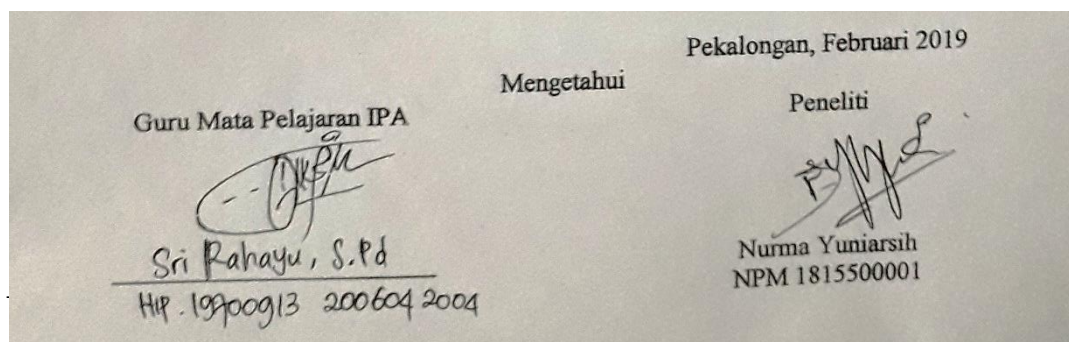 Pekalongan, Februari 2019
Mengetahui
Guru Mata Pelajaran IPA
Peneliti
Sri Rahayu, S.Pd
NIP. 19700913 200604 2004
Nurma Yuniarsih
NPM 1815500001